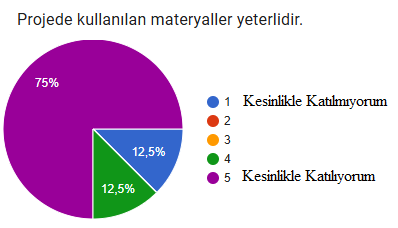 Projede kullanılan materyaller yeterlidir.
75%
12,5%
12,5%
1 Kesinlikle Katılmıyorum
2
3
4
5 Kesinlikle Katılıyorum